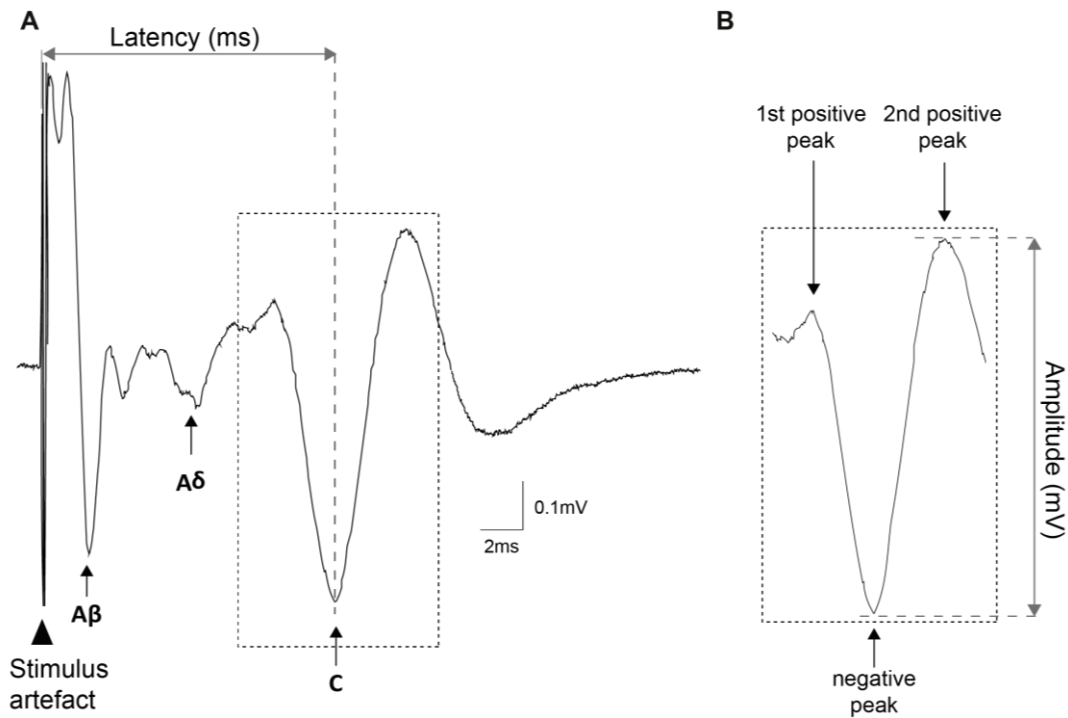 A
Latency (ms)
Aβ
Aδ
C
Stimulus
artefact
0.1mV
2ms
B
1st positive
peak
2nd positive
peak
Amplitude (mV)
negative
peak